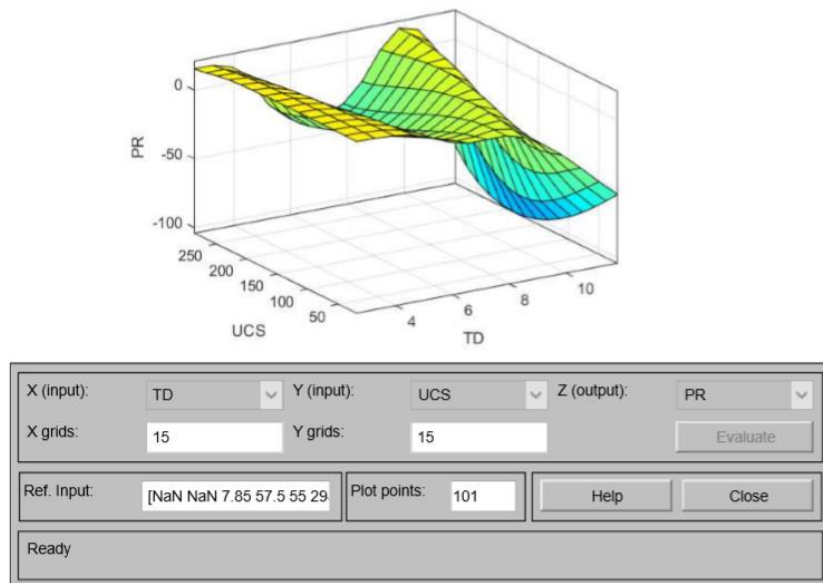 0
-50
-100
PR
250
200
150
100
50
UCS
4
6
8
10
TD
X (input): TD Y (input): UCS Z (output): PR
X grids: 15 Y grids: 15 Evaluate
Ref. Input: [NaN NaN 7.85 57.5 55 29 Plot points: 101 Help Close
Ready